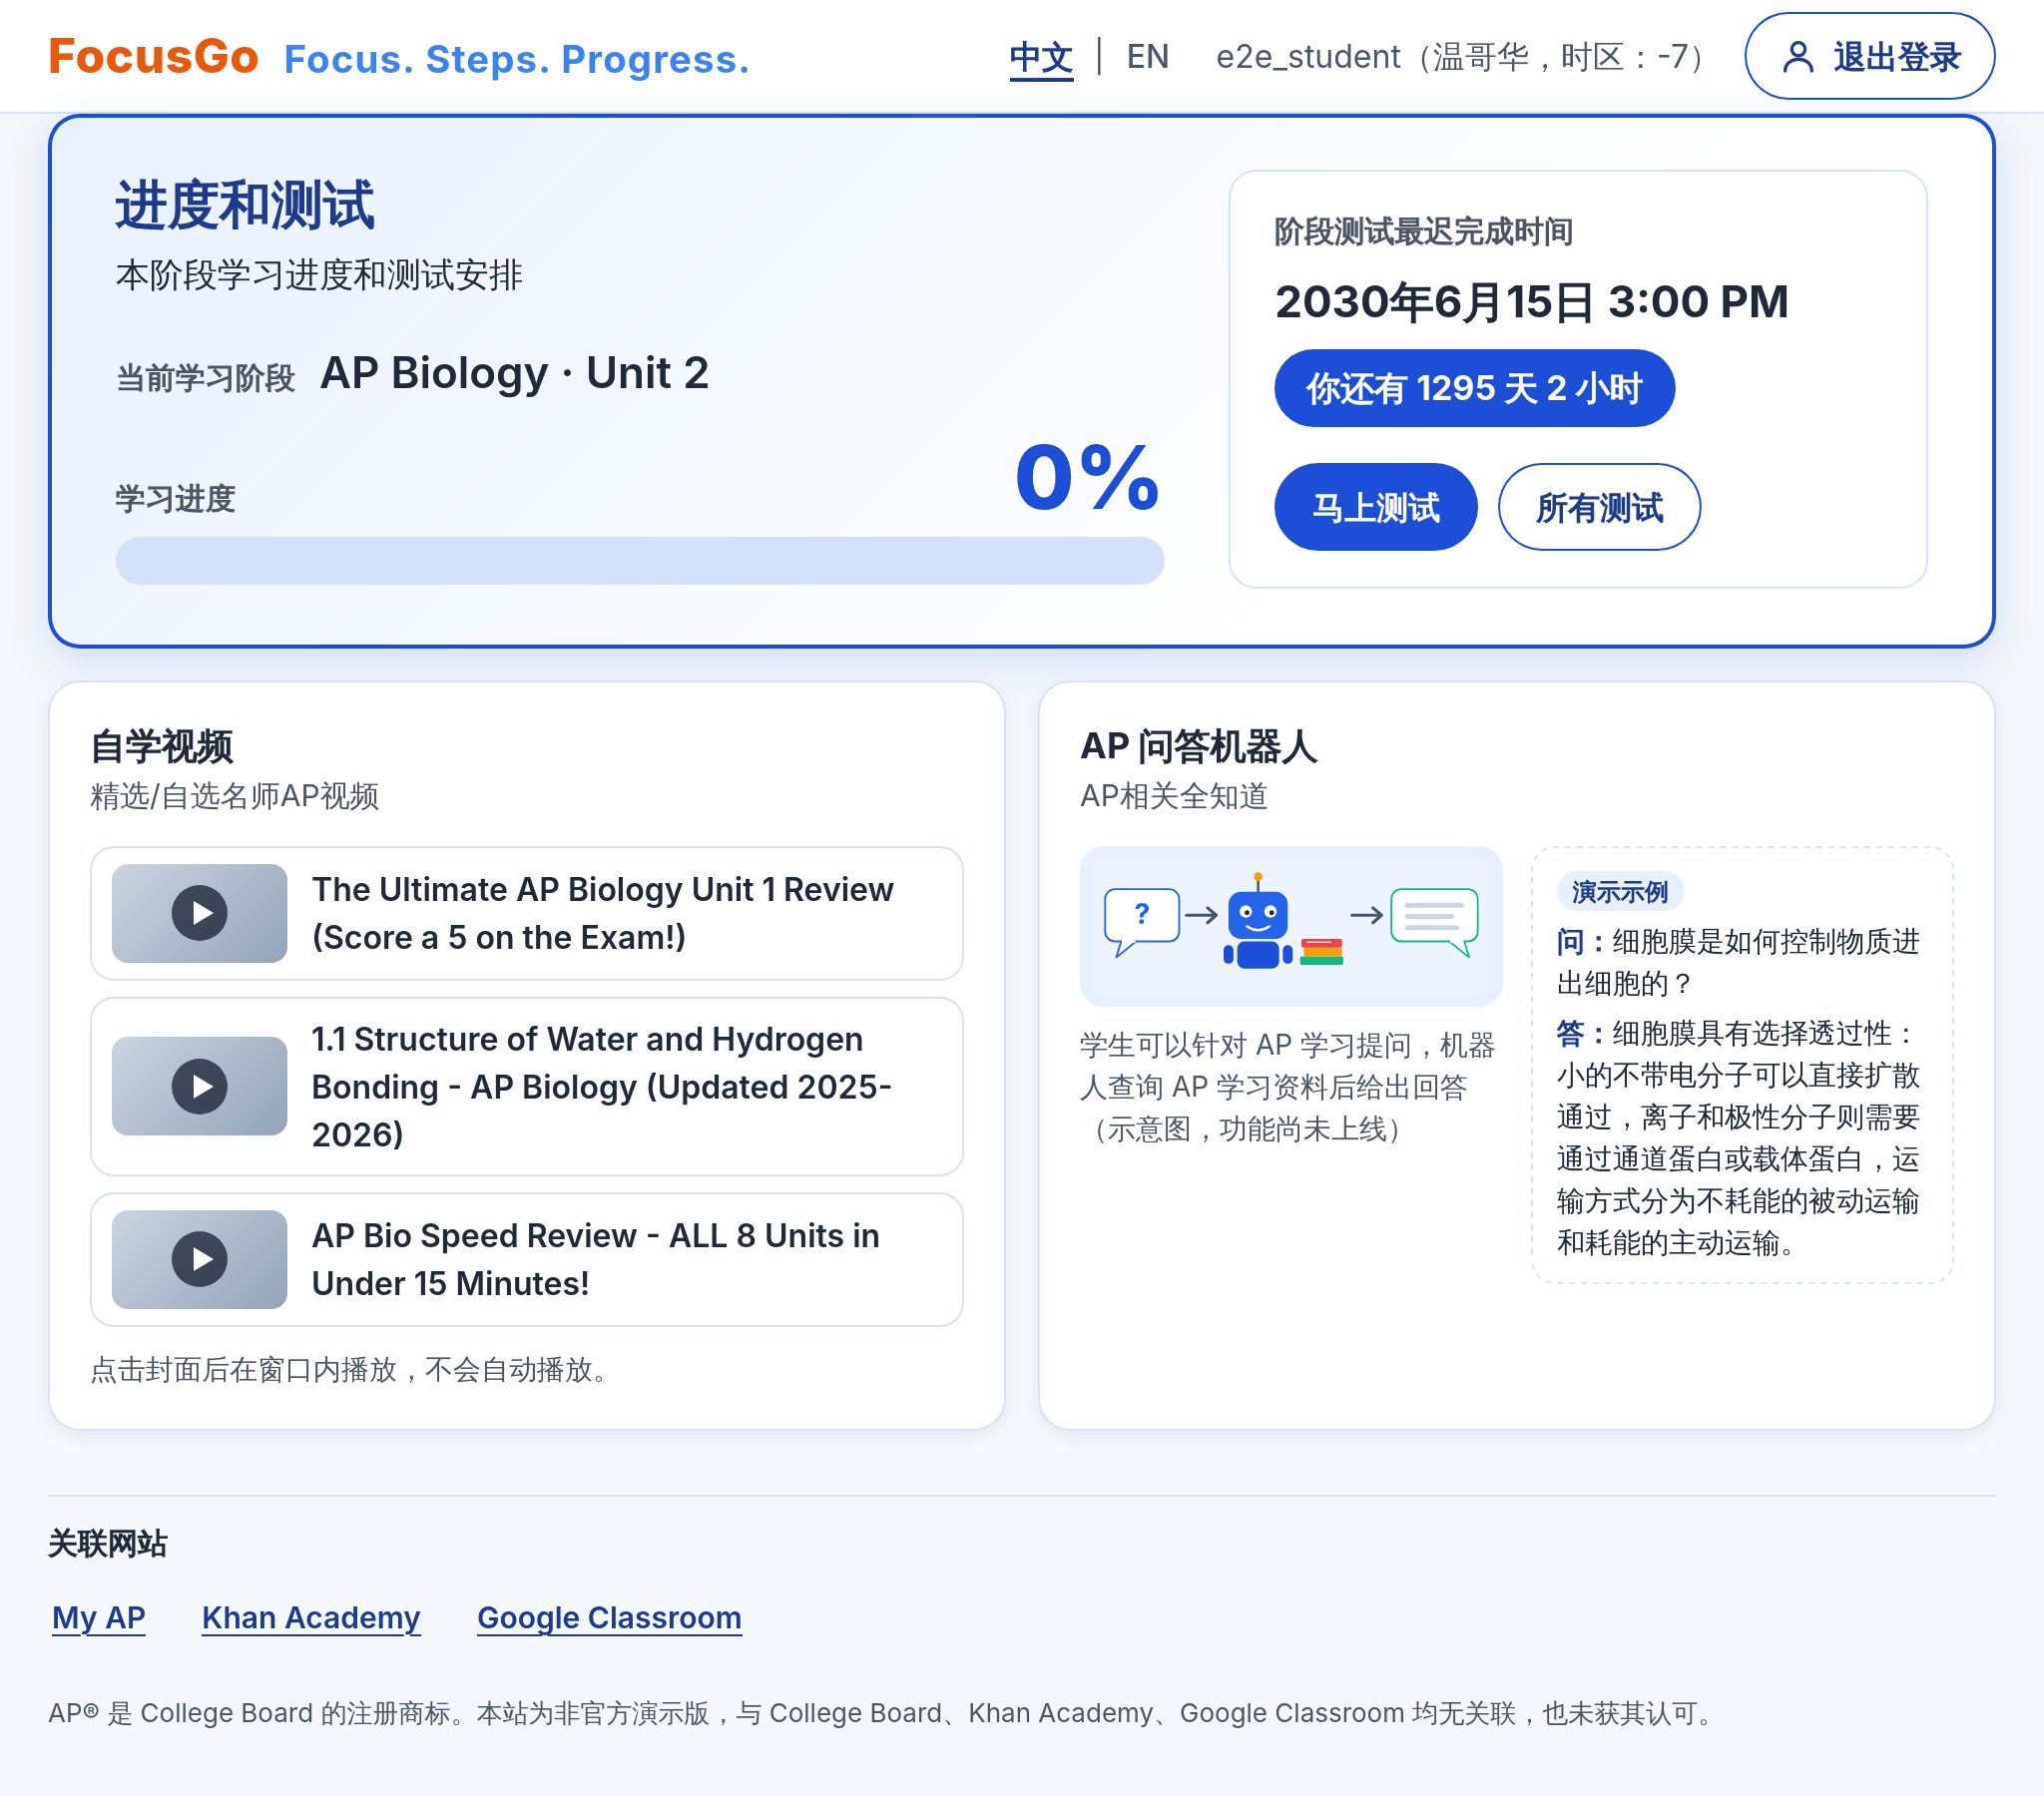 FocusGo Focus. Steps. Progress.
中文 | EN e2e_student（温哥华，时区：-7） 退出登录
进度和测试
本阶段学习进度和测试安排
当前学习阶段 AP Biology · Unit 2
学习进度 0%
阶段测试最迟完成时间
2030年6月15日 3:00 PM
你还有 1295 天 2 小时
马上测试 所有测试
自学视频
精选/自选名师AP视频
The Ultimate AP Biology Unit 1 Review
(Score a 5 on the Exam!)
1.1 Structure of Water and Hydrogen
Bonding - AP Biology (Updated 2025-
2026)
AP Bio Speed Review - ALL 8 Units in
Under 15 Minutes!
点击封面后在窗口内播放，不会自动播放。
AP 问答机器人
AP相关全知道
?
学生可以针对 AP 学习提问，机器
人查询 AP 学习资料后给出回答
（示意图，功能尚未上线）
演示示例
问：细胞膜是如何控制物质进
出细胞的？
答：细胞膜具有选择透过性：
小的不带电分子可以直接扩散
通过，离子和极性分子则需要
通过通道蛋白或载体蛋白，运
输方式分为不耗能的被动运输
和耗能的主动运输。
关联网站
My AP Khan Academy Google Classroom
AP® 是 College Board 的注册商标。本站为非官方演示版，与 College Board、Khan Academy、Google Classroom 均无关联，也未获其认可。